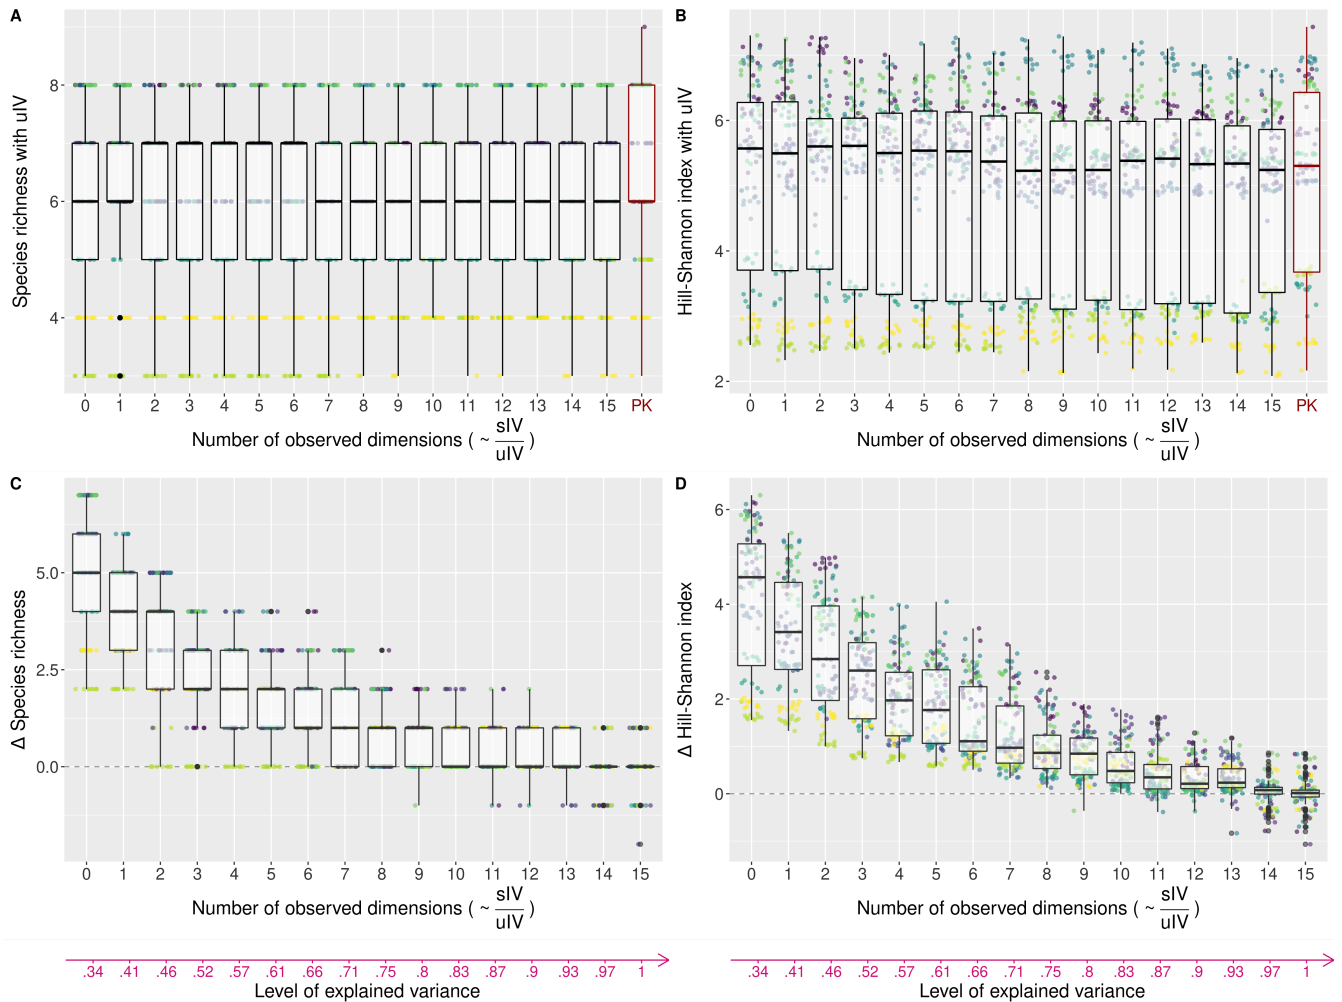 A
Species richness with uIV
8
6
4
0 1 2 3 4 5 6 7 8 9 10 11 12 13 14 15 PK
Number of observed dimensions ( ~ sIV
uIV )
B
Hill-Shannon index with uIV
6
4
2
0 1 2 3 4 5 6 7 8 9 10 11 12 13 14 15 PK
Number of observed dimensions ( ~ sIV
uIV )
C
Δ Species richness
5.0
2.5
0.0
0 1 2 3 4 5 6 7 8 9 10 11 12 13 14 15
Number of observed dimensions ( ~ sIV
uIV )
D
Δ Hill-Shannon index
6
4
2
0
0 1 2 3 4 5 6 7 8 9 10 11 12 13 14 15
Number of observed dimensions ( ~ sIV
uIV )
.34 .41 .46 .52 .57 .61 .66 .71 .75 .8 .83 .87 .9 .93 .97 1
Level of explained variance
.34 .41 .46 .52 .57 .61 .66 .71 .75 .8 .83 .87 .9 .93 .97 1
Level of explained variance